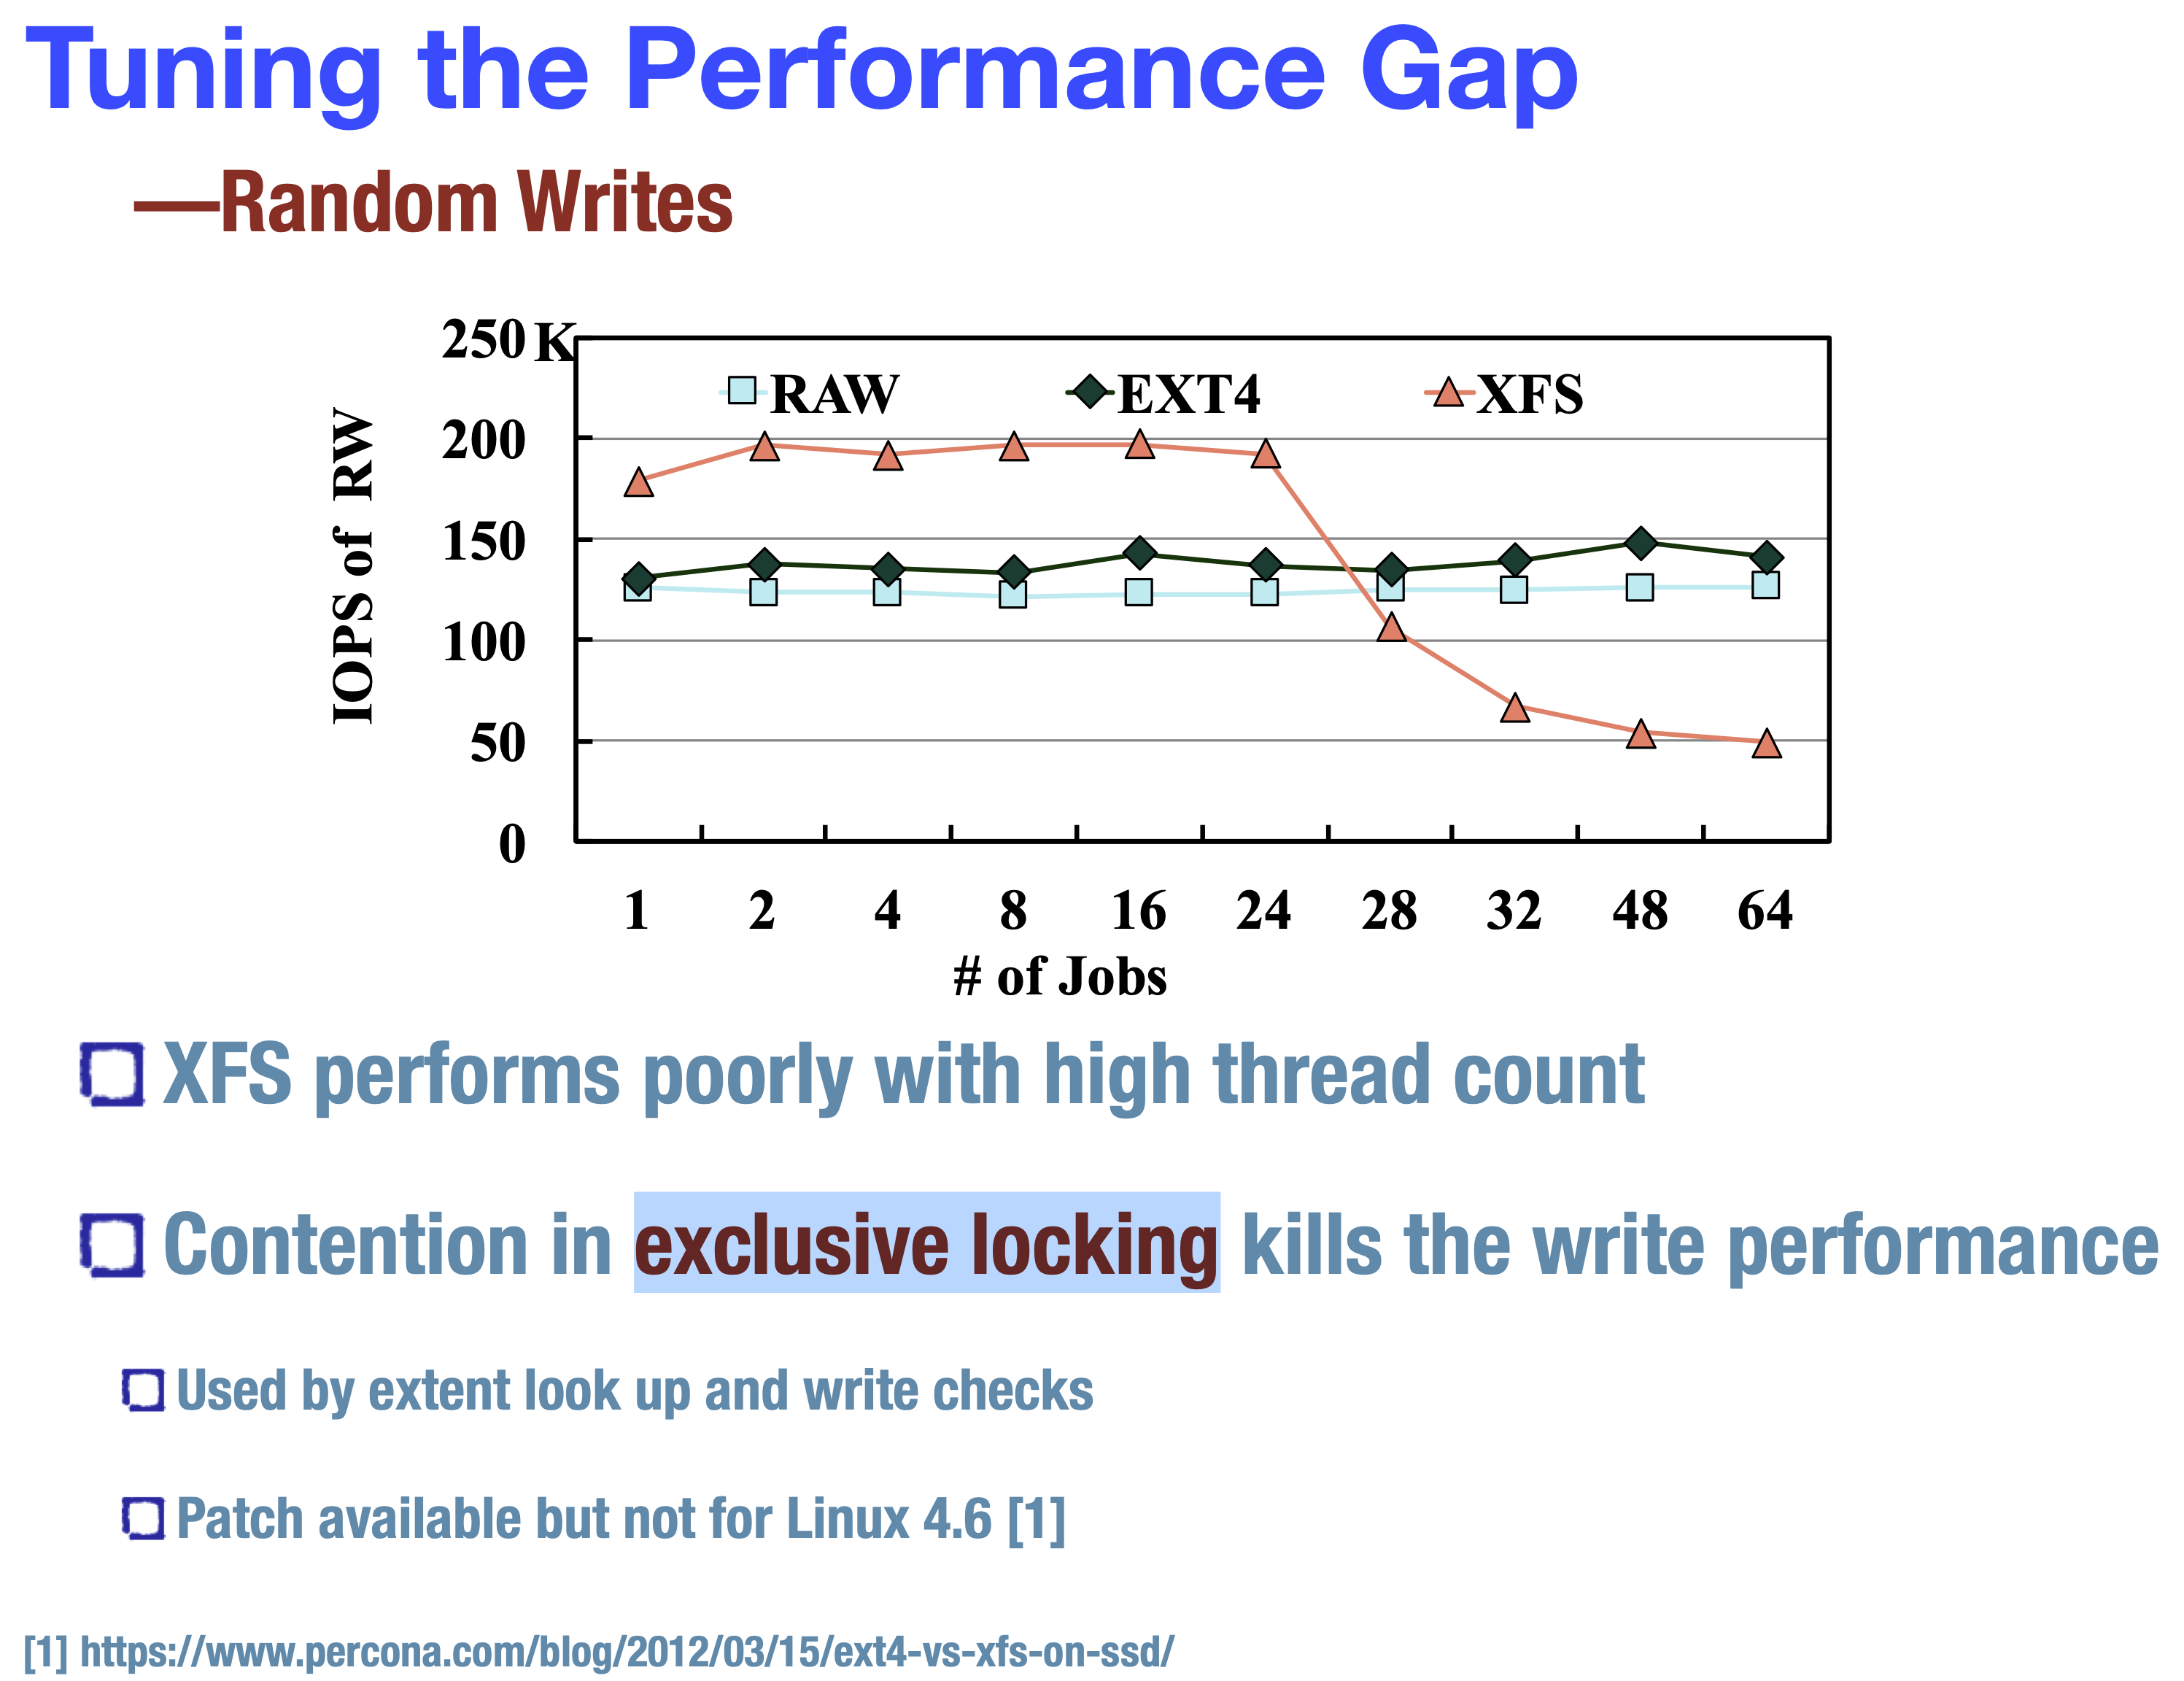 Tuning the Performance Gap
—Random Writes
250 K
RAW EXT4 XFS
200
150
100
50
0
IOPS of RW
1 2 4 8 16 24 28 32 48 64
# of Jobs
XFS performs poorly with high thread count
Contention in exclusive locking kills the write performance
Used by extent look up and write checks
Patch available but not for Linux 4.6 [1]
[1] https://www.percona.com/blog/2012/03/15/ext4-vs-xfs-on-ssd/